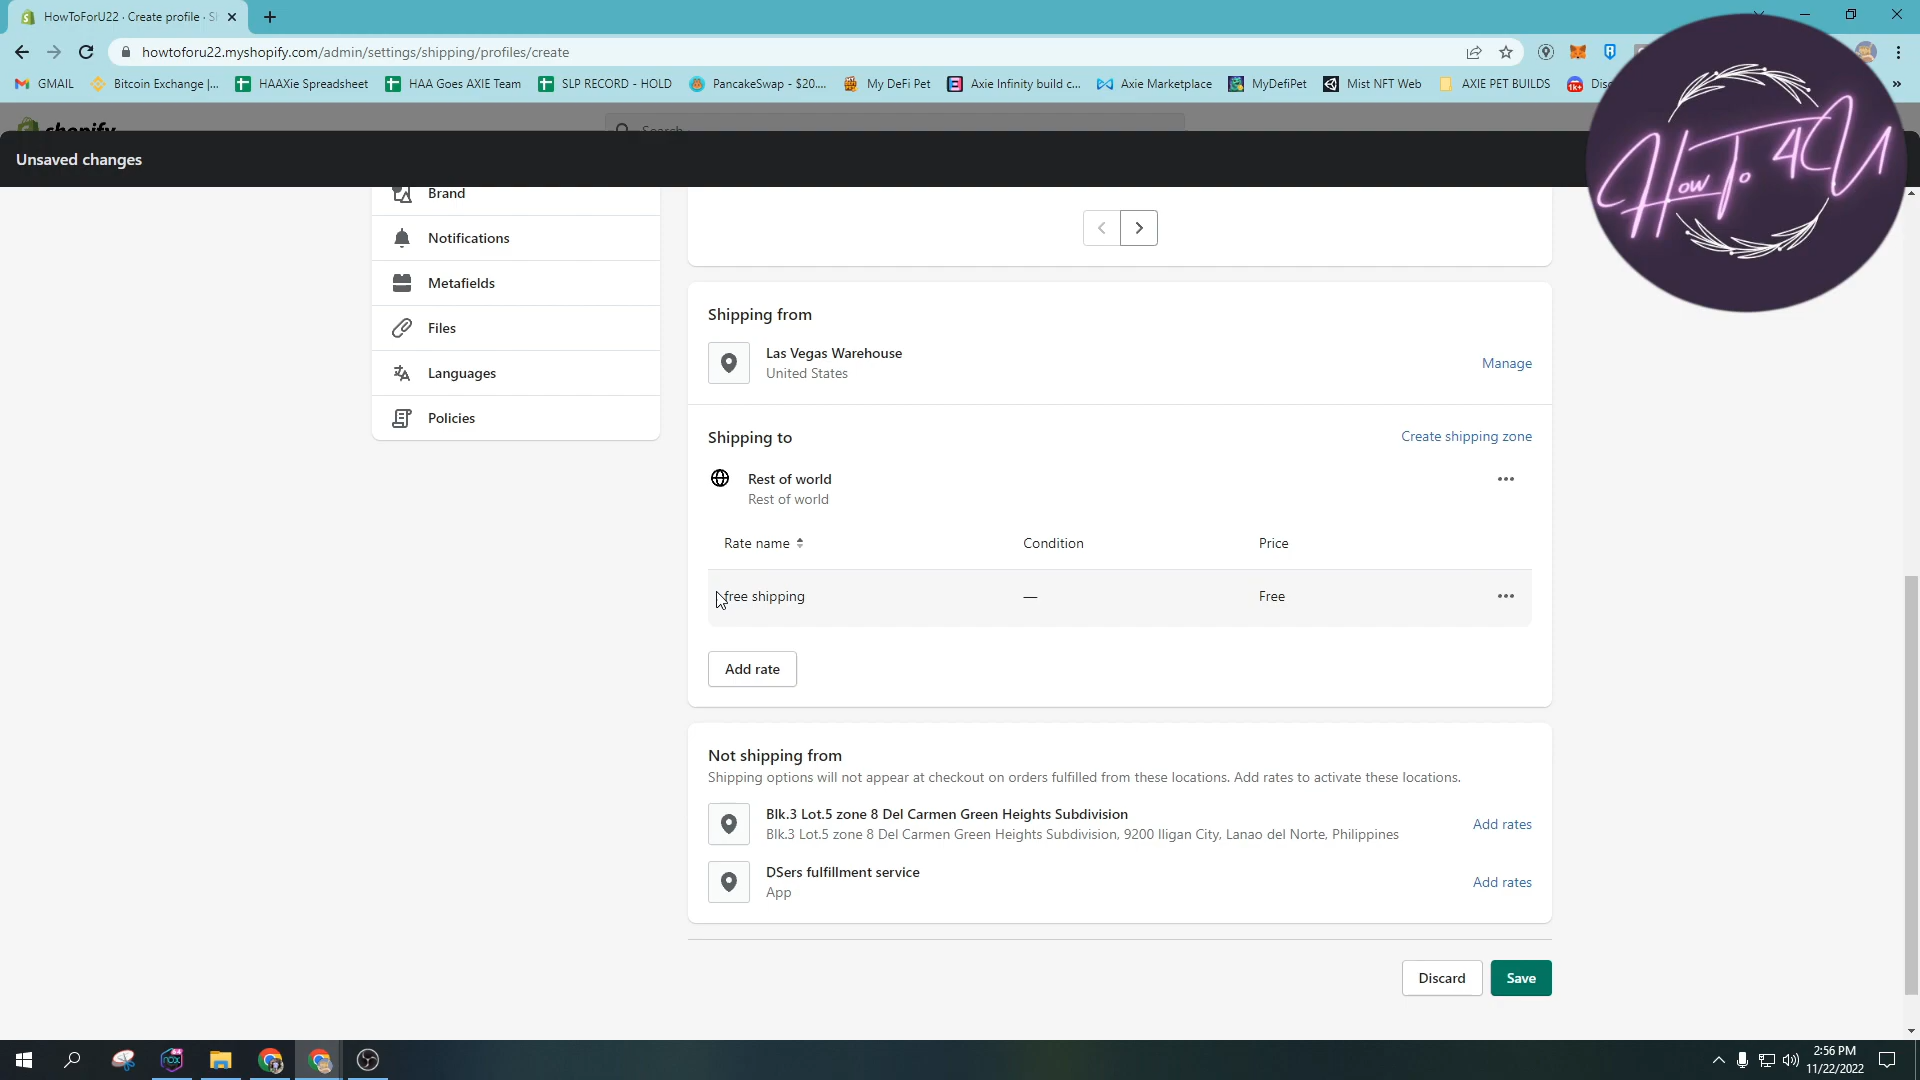 HowToForU22 · Create profile · S
howtoforu22.myshopify.com/admin/settings/shipping/profiles/create
GMAIL
Bitcoin Exchange |...
HAAXie Spreadsheet
HAA Goes AXIE Team
SLP RECORD - HOLD
PancakeSwap - $20....
My DeFi Pet
Axie Infinity build c...
Axie Marketplace
MyDefiPet
Mist NFT Web
AXIE PET BUILDS
shopify
Search
How To 4U
Unsaved changes
Brand
Notifications
Metafields
Files
Languages
Policies
Shipping from
Las Vegas Warehouse
United States
Manage
Shipping to
Create shipping zone
Rest of world
Rest of world
Rate name
Condition
Price
free shipping
—
Free
Add rate
Not shipping from
Shipping options will not appear at checkout on orders fulfilled from these locations. Add rates to activate these locations.
Blk.3 Lot.5 zone 8 Del Carmen Green Heights Subdivision
Blk.3 Lot.5 zone 8 Del Carmen Green Heights Subdivision, 9200 Iligan City, Lanao del Norte, Philippines
Add rates
DSers fulfillment service
App
Add rates
Discard
Save
2:56 PM
11/22/2022